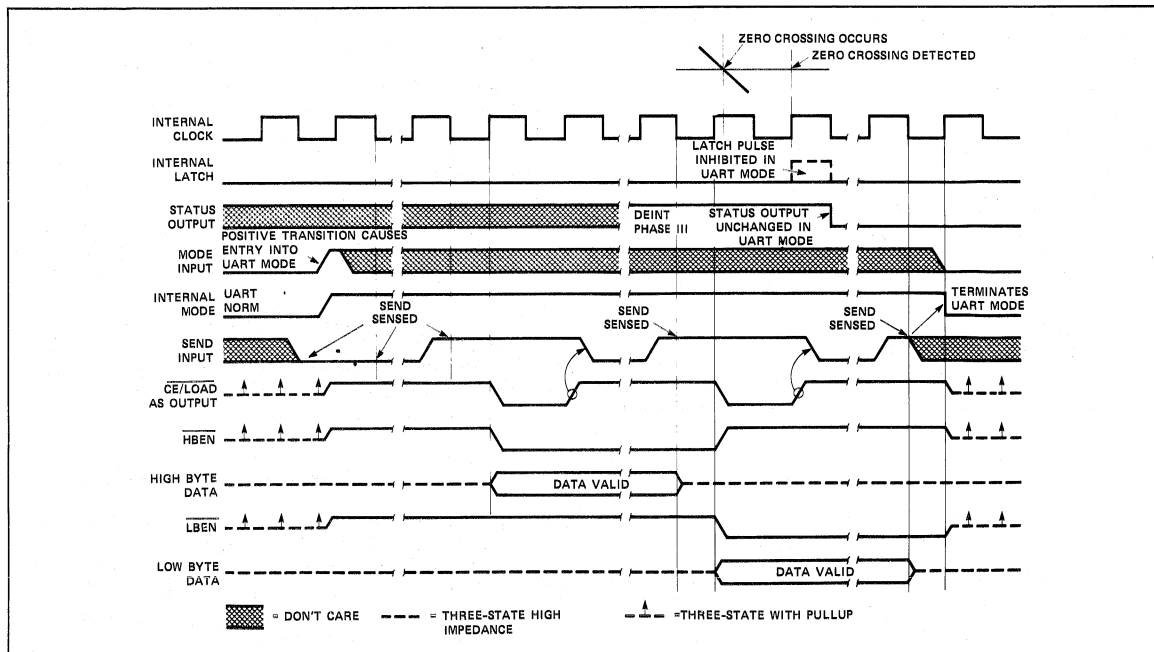 ZERO CROSSING OCCURS
ZERO CROSSING DETECTED
INTERNAL
CLOCK
LATCH PULSE
INHIBITED IN
UART MODE
INTERNAL
LATCH
STATUS
OUTPUT
DEINT
PHASE III
STATUS OUTPUT
UNCHANGED IN
UART MODE
POSITIVE TRANSITION CAUSES
ENTRY INTO
UART MODE
MODE
INPUT
INTERNAL
MODE
UART
NORM
TERMINATES
UART MODE
SEND
SENSED
SEND
SENSED
SEND
SENSED
SEND
INPUT
CE/LOAD
AS OUTPUT
HBEN
HIGH BYTE
DATA
DATA VALID
LBEN
LOW BYTE
DATA
DATA VALID
= DON'T CARE
= THREE-STATE HIGH
IMPEDANCE
=THREE-STATE WITH PULLUP